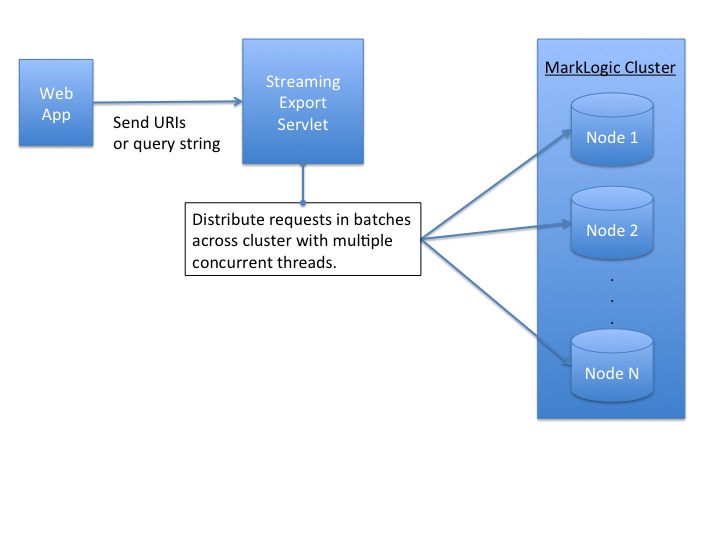 Web
App
Send URIs
or query string
Streaming
Export
Servlet
Distribute requests in batches
across cluster with multiple
concurrent threads.
MarkLogic Cluster
Node 1
Node 2
.
.
.
Node N